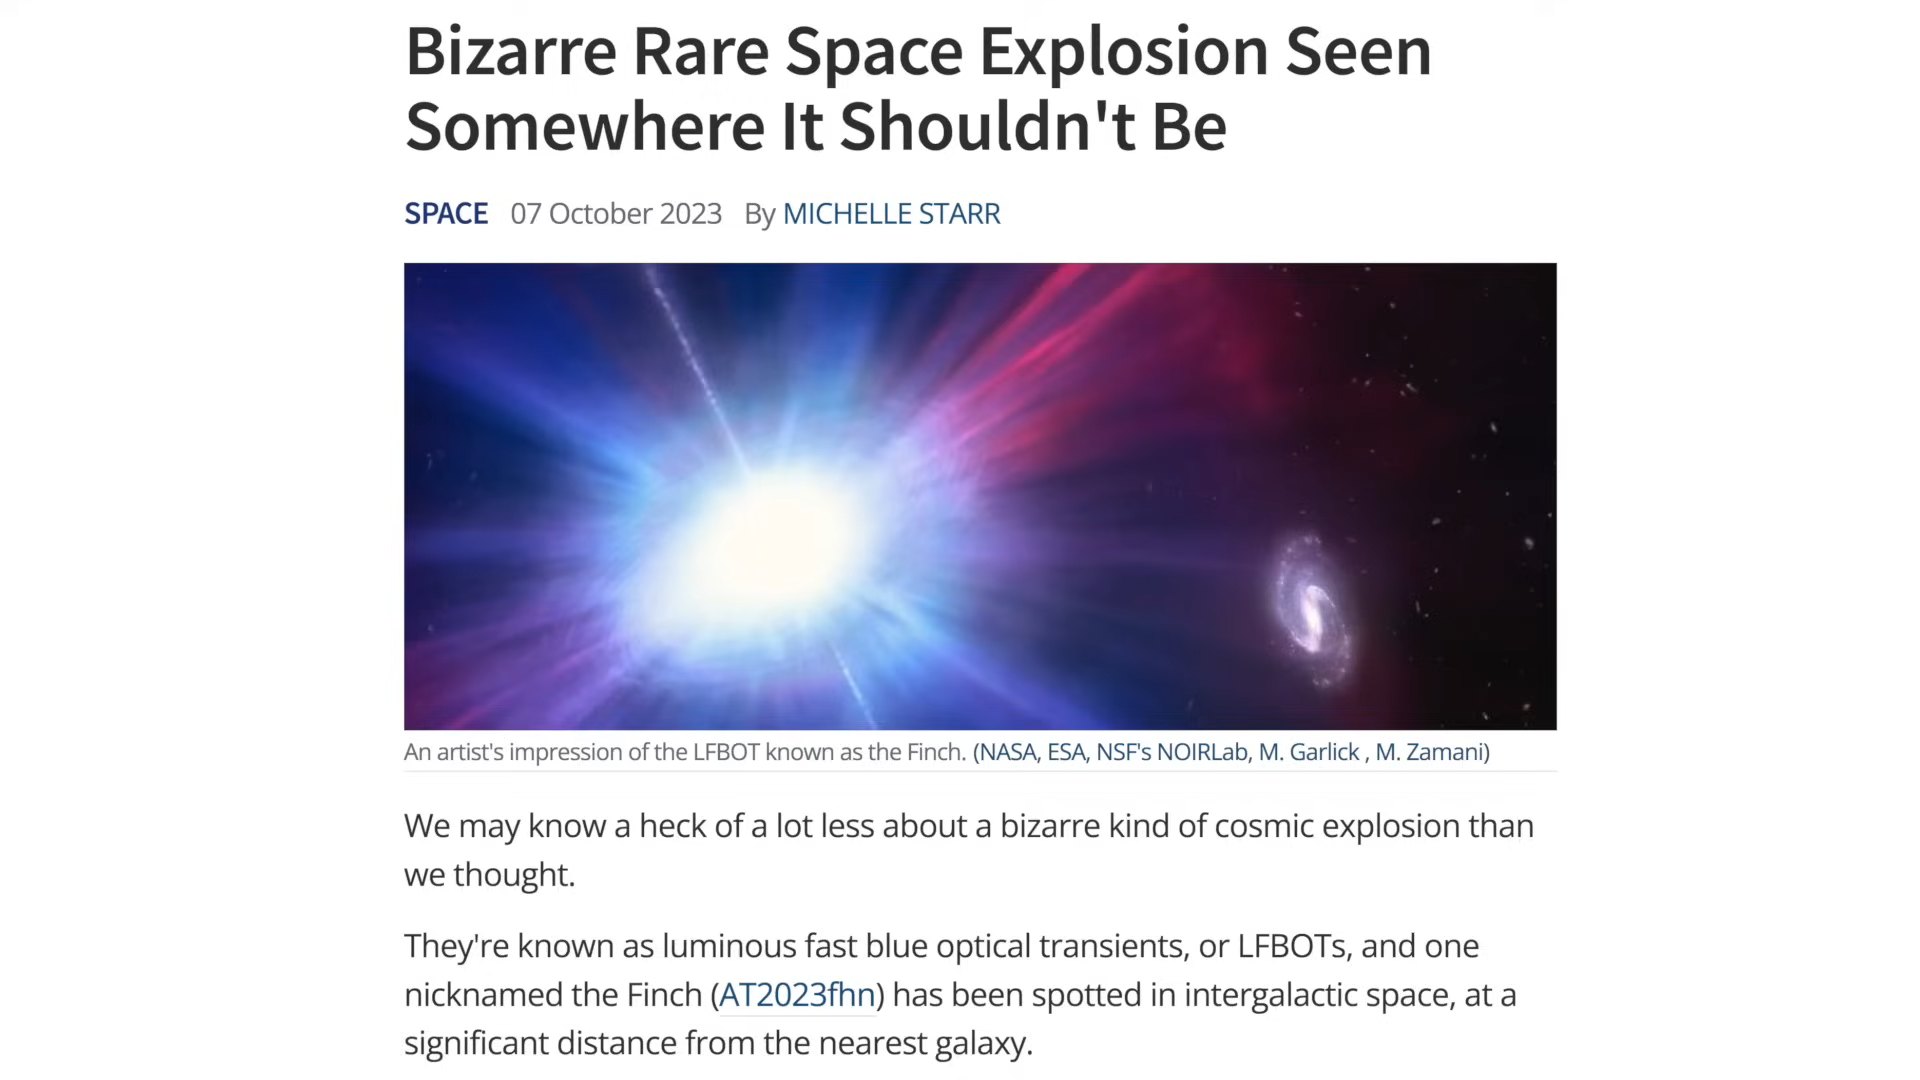 Bizarre Rare Space Explosion Seen
Somewhere It Shouldn't Be
SPACE 07 October 2023 By MICHELLE STARR
An artist's impression of the LFBOT known as the Finch. (NASA, ESA, NSF's NOIRLab, M. Garlick , M. Zamani)
We may know a heck of a lot less about a bizarre kind of cosmic explosion than
we thought.
They're known as luminous fast blue optical transients, or LFBOTs, and one
nicknamed the Finch (AT2023fhn) has been spotted in intergalactic space, at a
significant distance from the nearest galaxy.